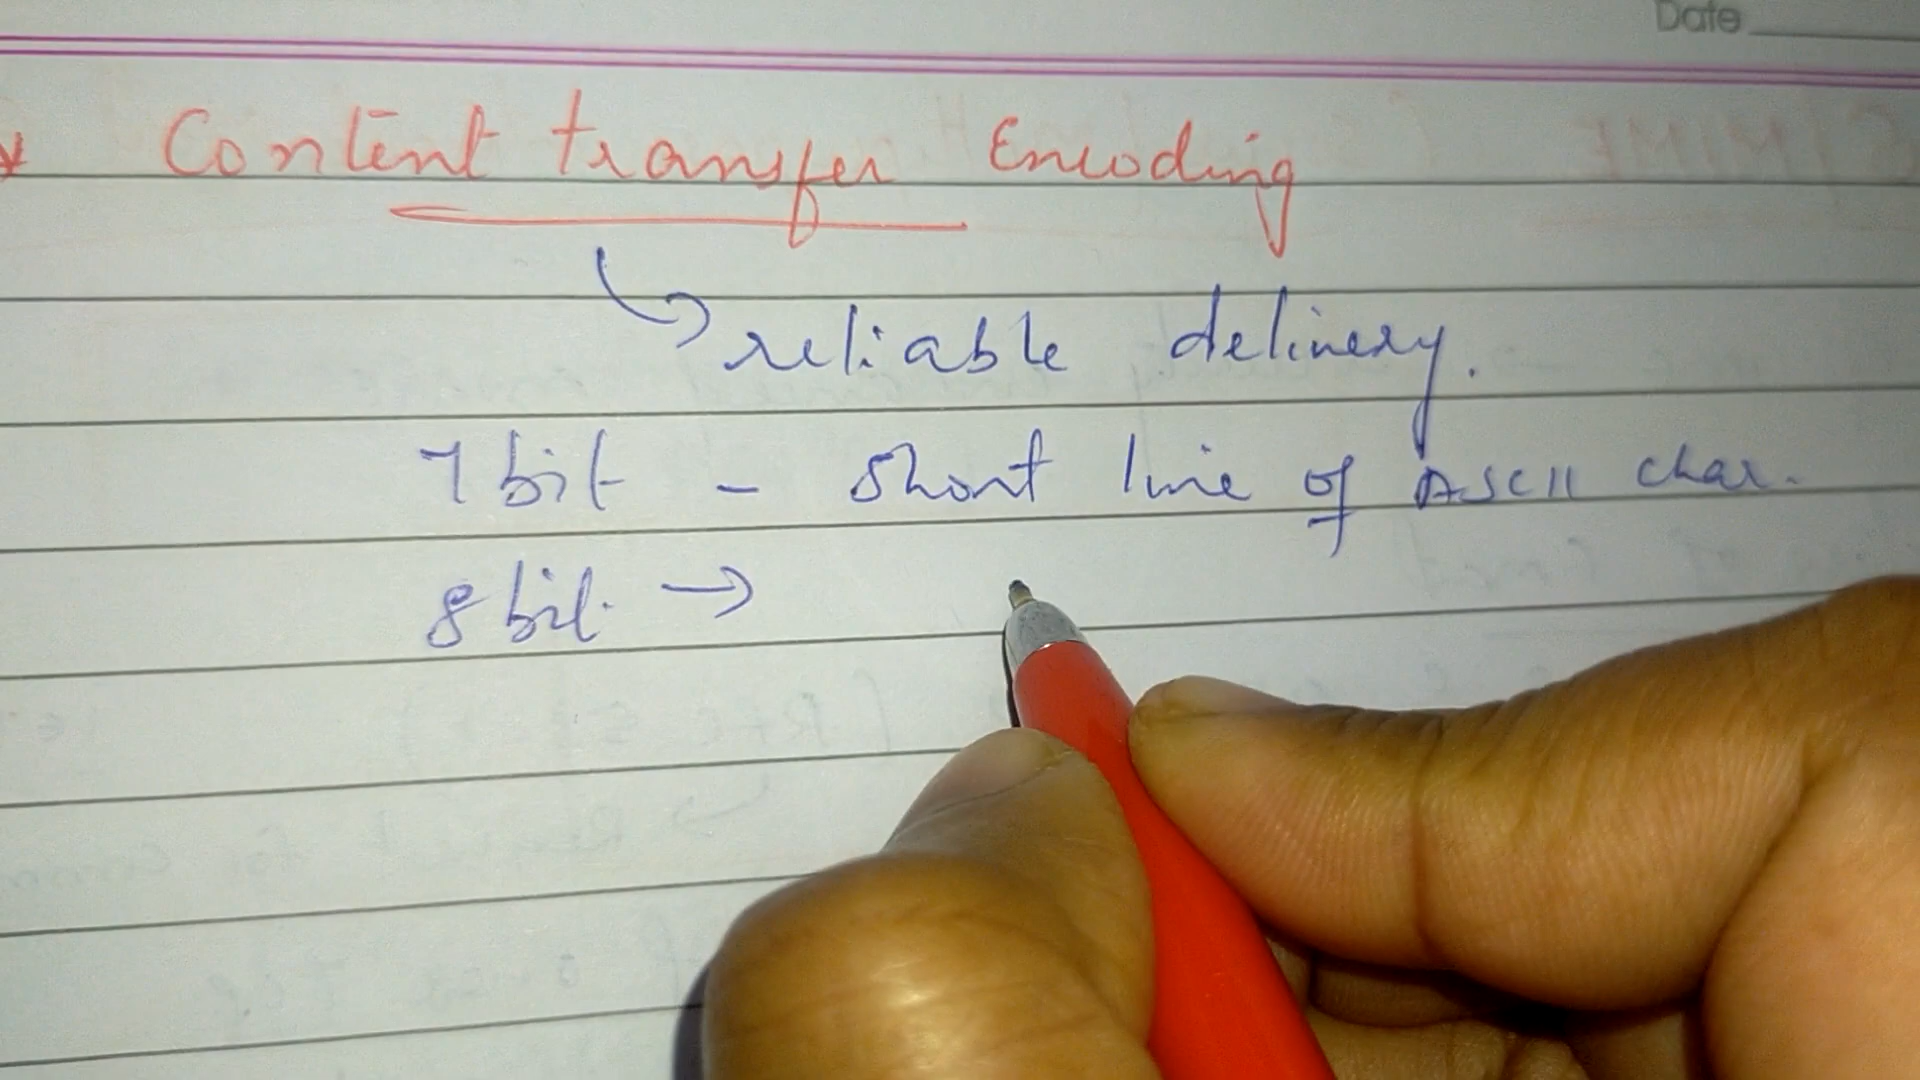 Date
* Content transfer Encoding
reliable delivery.
7 bit - Short line of ASCII char.
8 bit. →